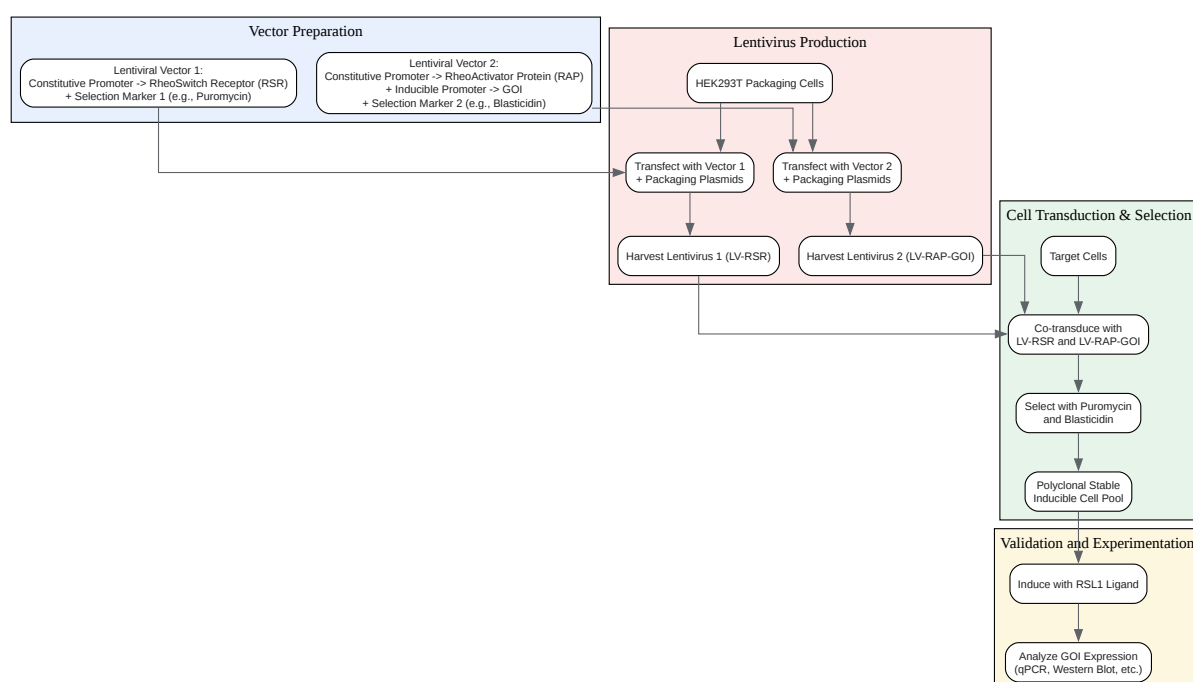 Vector Preparation
Lentiviral Vector 1:
Constitutive Promoter -> RheoSwitch Receptor (RSR)
+ Selection Marker 1 (e.g., Puromycin)
Lentiviral Vector 2:
Constitutive Promoter -> RheoActivator Protein (RAP)
+ Inducible Promoter -> GOI
+ Selection Marker 2 (e.g., Blasticidin)
Lentivirus Production
HEK293T Packaging Cells
Transfect with Vector 1
+ Packaging Plasmids
Transfect with Vector 2
+ Packaging Plasmids
Harvest Lentivirus 1 (LV-RSR)
Harvest Lentivirus 2 (LV-RAP-GOI)
Cell Transduction & Selection
Target Cells
Co-transduce with
LV-RSR and LV-RAP-GOI
Select with Puromycin
and Blasticidin
Polyclonal Stable
Inducible Cell Pool
Validation and Experimentation
Induce with RSL1 Ligand
Analyze GOI Expression
(qPCR, Western Blot, etc.)